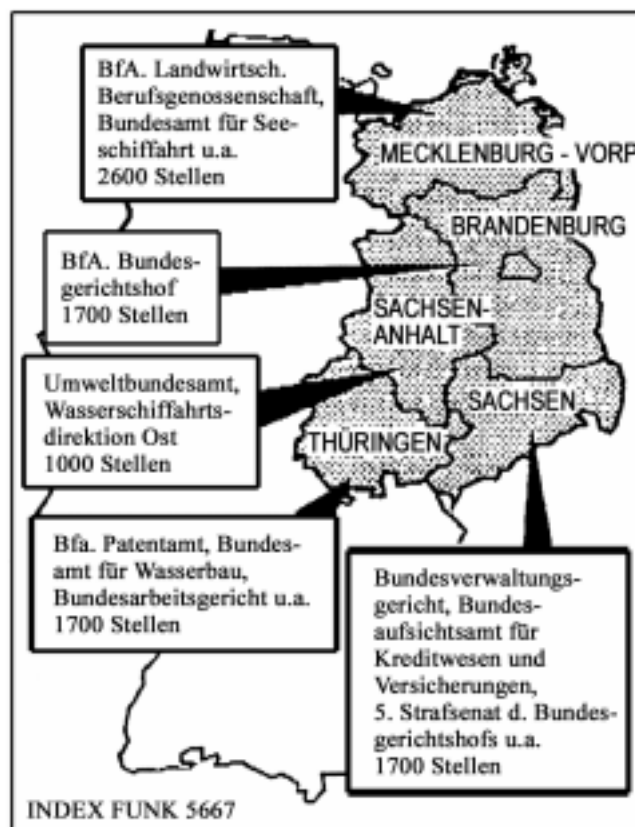 BfA. Landwirtsch.
Berufsgenossenschaft,
Bundesamt für See-
schiffahrt u.a.
2600 Stellen
MECKLENBURG - VORP
BRANDENBURG
BfA. Bundes-
gerichtshof
1700 Stellen
SACHSEN-
ANHALT
Umweltbundesamt,
Wasserschiffahrts-
direktion Ost
1000 Stellen
SACHSEN
THÜRINGEN
Bfa. Patentamt, Bundes-
amt für Wasserbau,
Bundesarbeitsgericht u.a.
1700 Stellen
Bundesverwaltungs-
gericht, Bundes-
aufsichtsamt für
Kreditwesen und
Versicherungen,
5. Strafsenat d. Bundes-
gerichtshofs u.a.
1700 Stellen
INDEX FUNK 5667